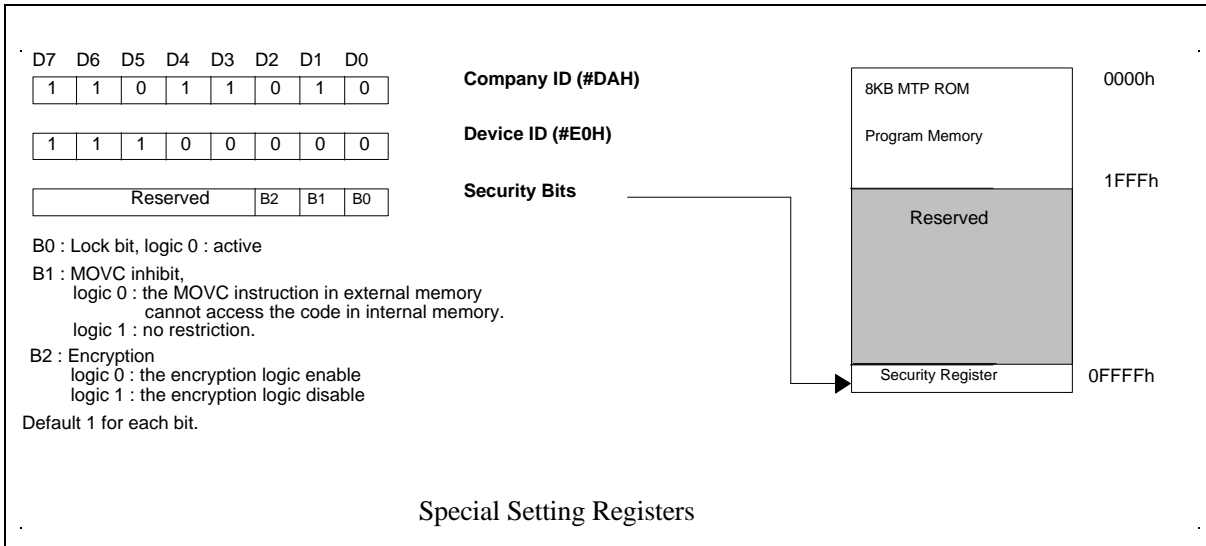 D7 D6 D5 D4 D3 D2 D1 D0
1 1 0 1 1 0 1 0
Company ID (#DAH)
1 1 1 0 0 0 0 0
Device ID (#E0H)
Reserved B2 B1 B0
Security Bits
B0 : Lock bit, logic 0 : active
B1 : MOVC inhibit,
logic 0 : the MOVC instruction in external memory
cannot access the code in internal memory.
logic 1 : no restriction.
B2 : Encryption
logic 0 : the encryption logic enable
logic 1 : the encryption logic disable
Default 1 for each bit.
8KB MTP ROM
0000h
Program Memory
1FFFh
Reserved
Security Register
0FFFFh
Special Setting Registers